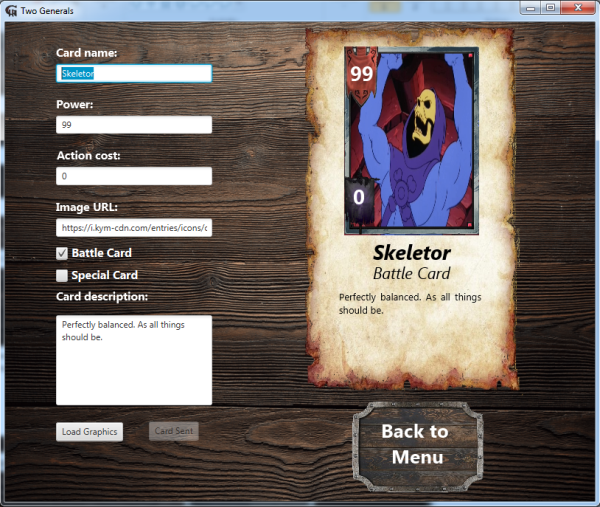 Two Generals
Card name:
Skeletor
Power:
99
Action cost:
0
Image URL:
https://i.kym-cdn.com/entries/icons/c
Battle Card
Special Card
Card description:
Perfectly balanced. As all things
should be.
Load Graphics
Card Sent
99
0
Skeletor
Battle Card
Perfectly balanced. As all things
should be.
Back to
Menu